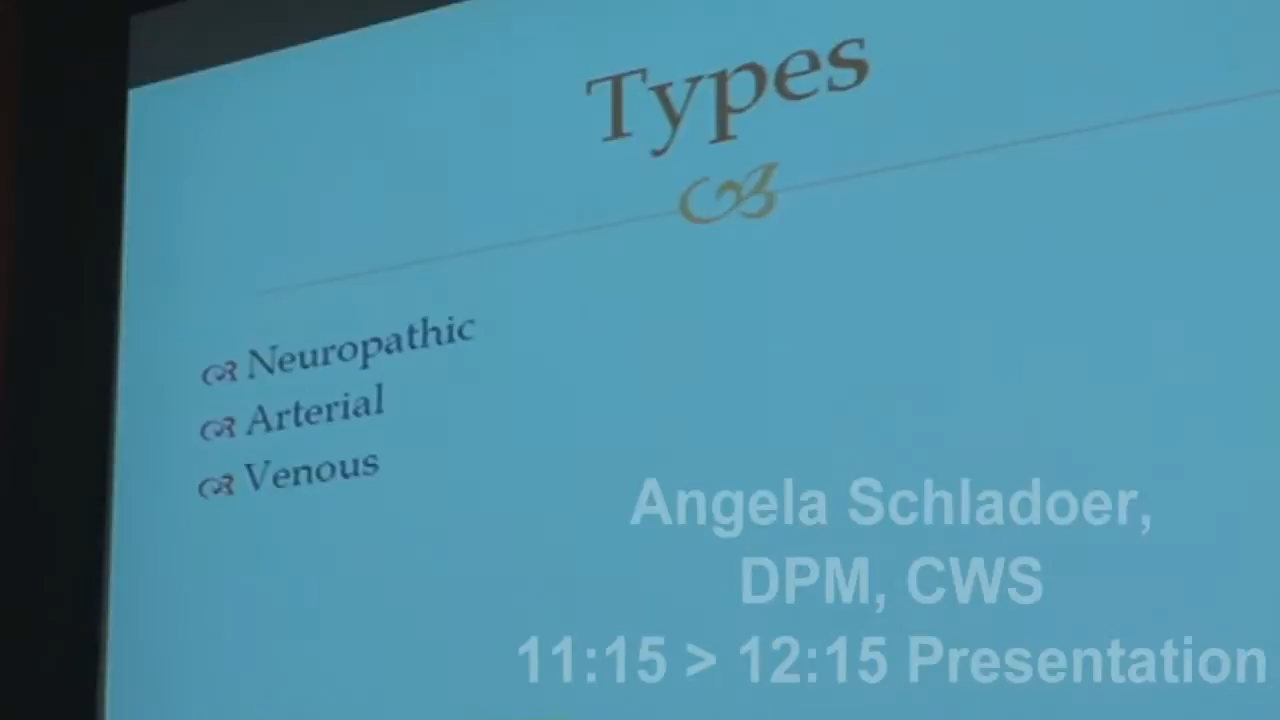 Types
Neuropathic
Arterial
Venous
Angela Schladoer,
DPM, CWS
11:15 > 12:15 Presentation